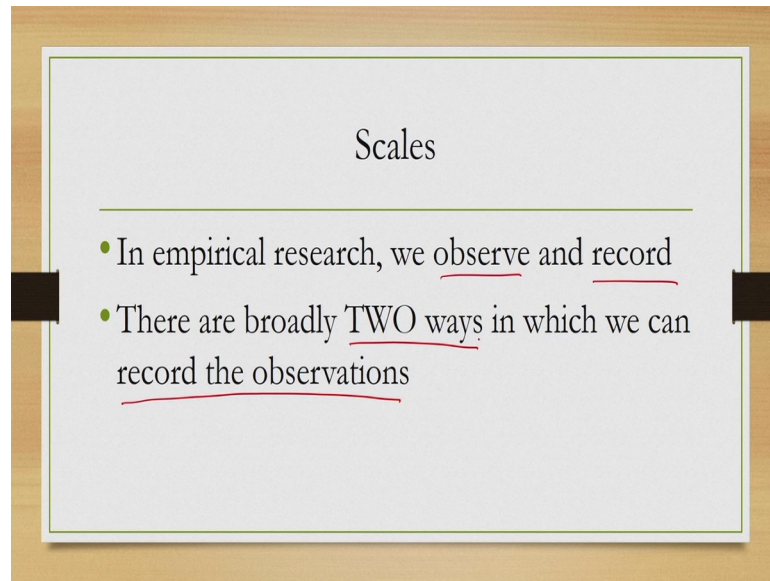 Scales
• In empirical research, we observe and record
• There are broadly TWO ways in which we can
record the observations